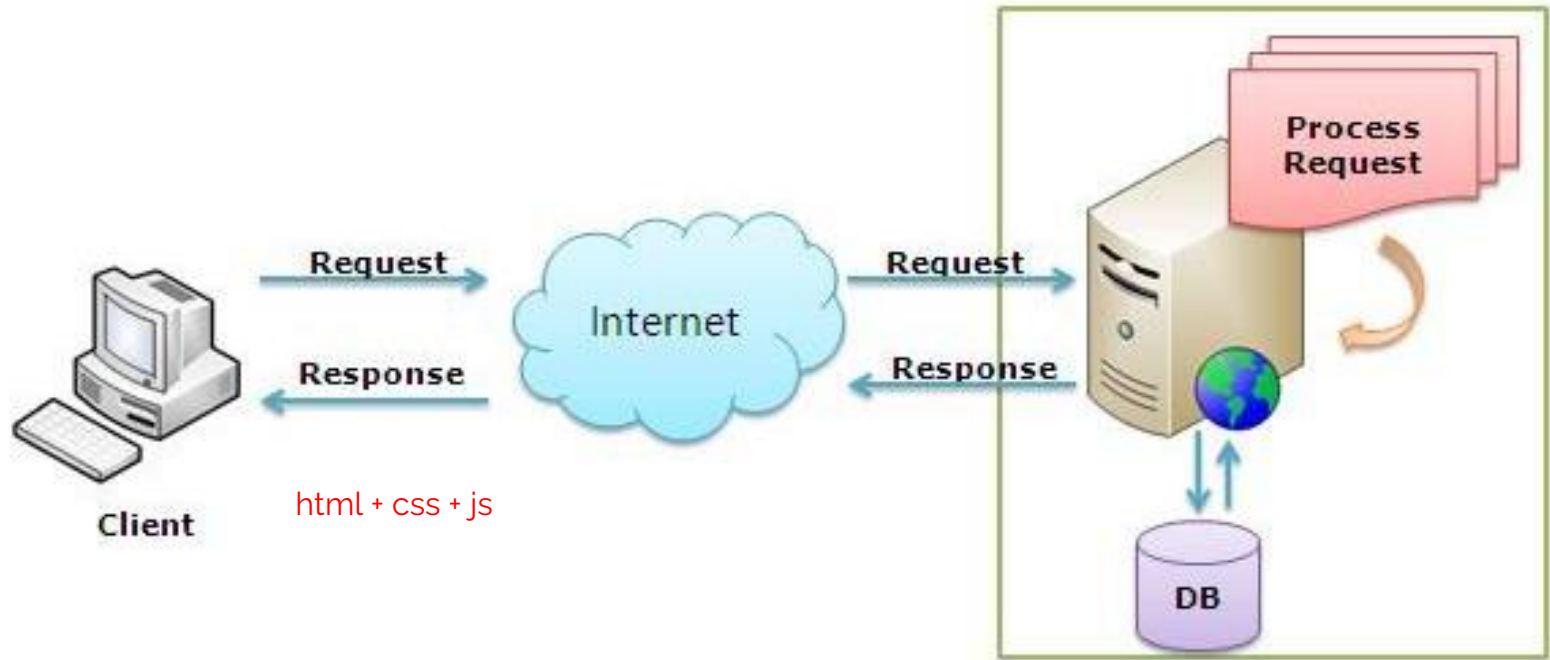 Process
Request
Request
Request
Internet
Response
Response
html + css + js
Client
DB